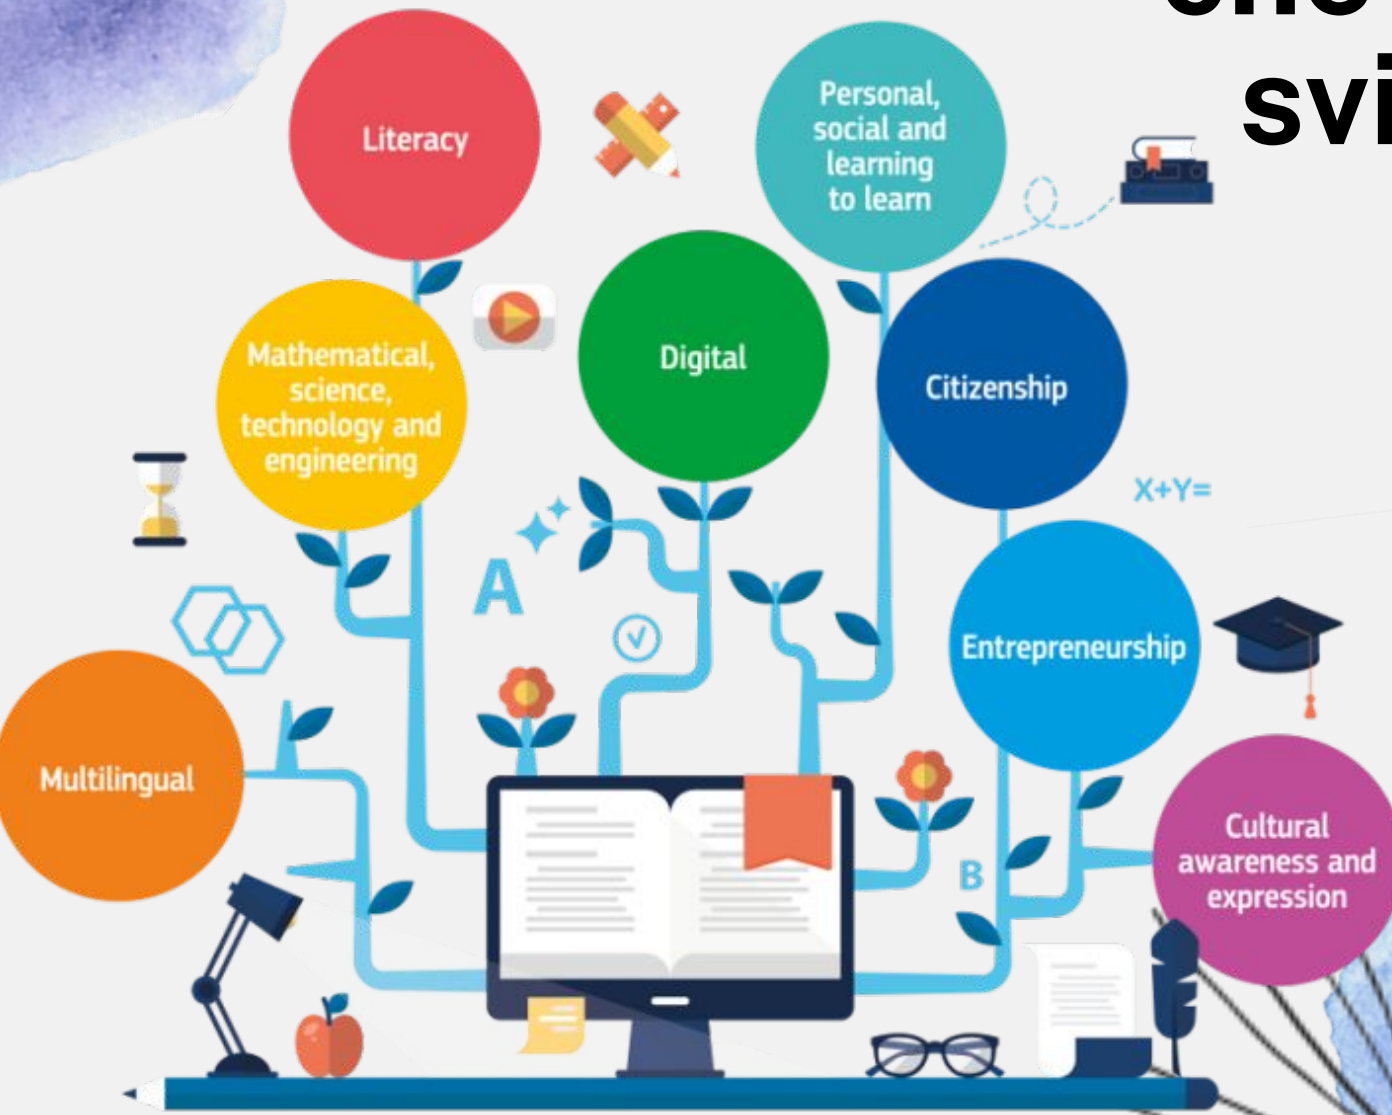 svi
Literacy
Personal,
social and
learning
to learn
Mathematical,
science,
technology and
engineering
Digital
Citizenship
X+Y=
A
Entrepreneurship
Multilingual
Cultural
awareness and
expression
B